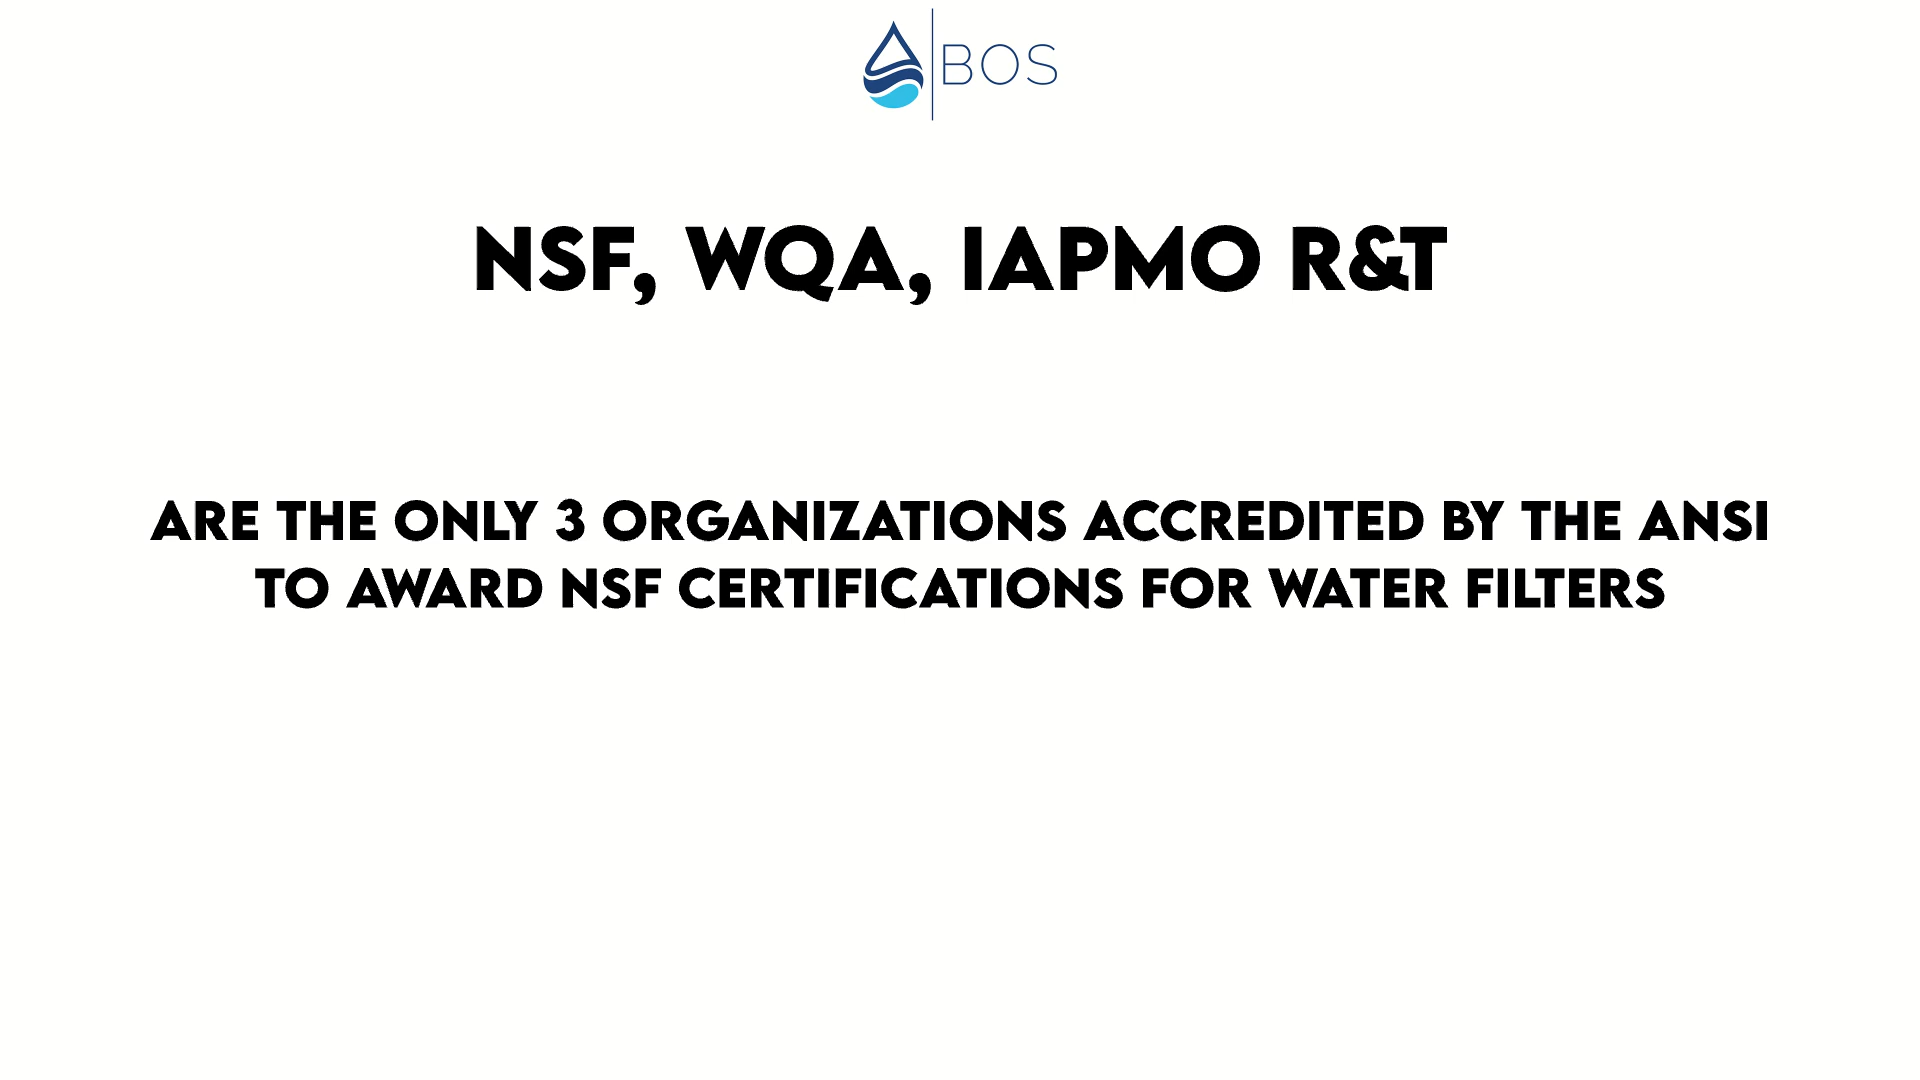 BOS
NSF, WQA, IAPMO R&T
ARE THE ONLY 3 ORGANIZATIONS ACCREDITED BY THE ANSI
TO AWARD NSF CERTIFICATIONS FOR WATER FILTERS